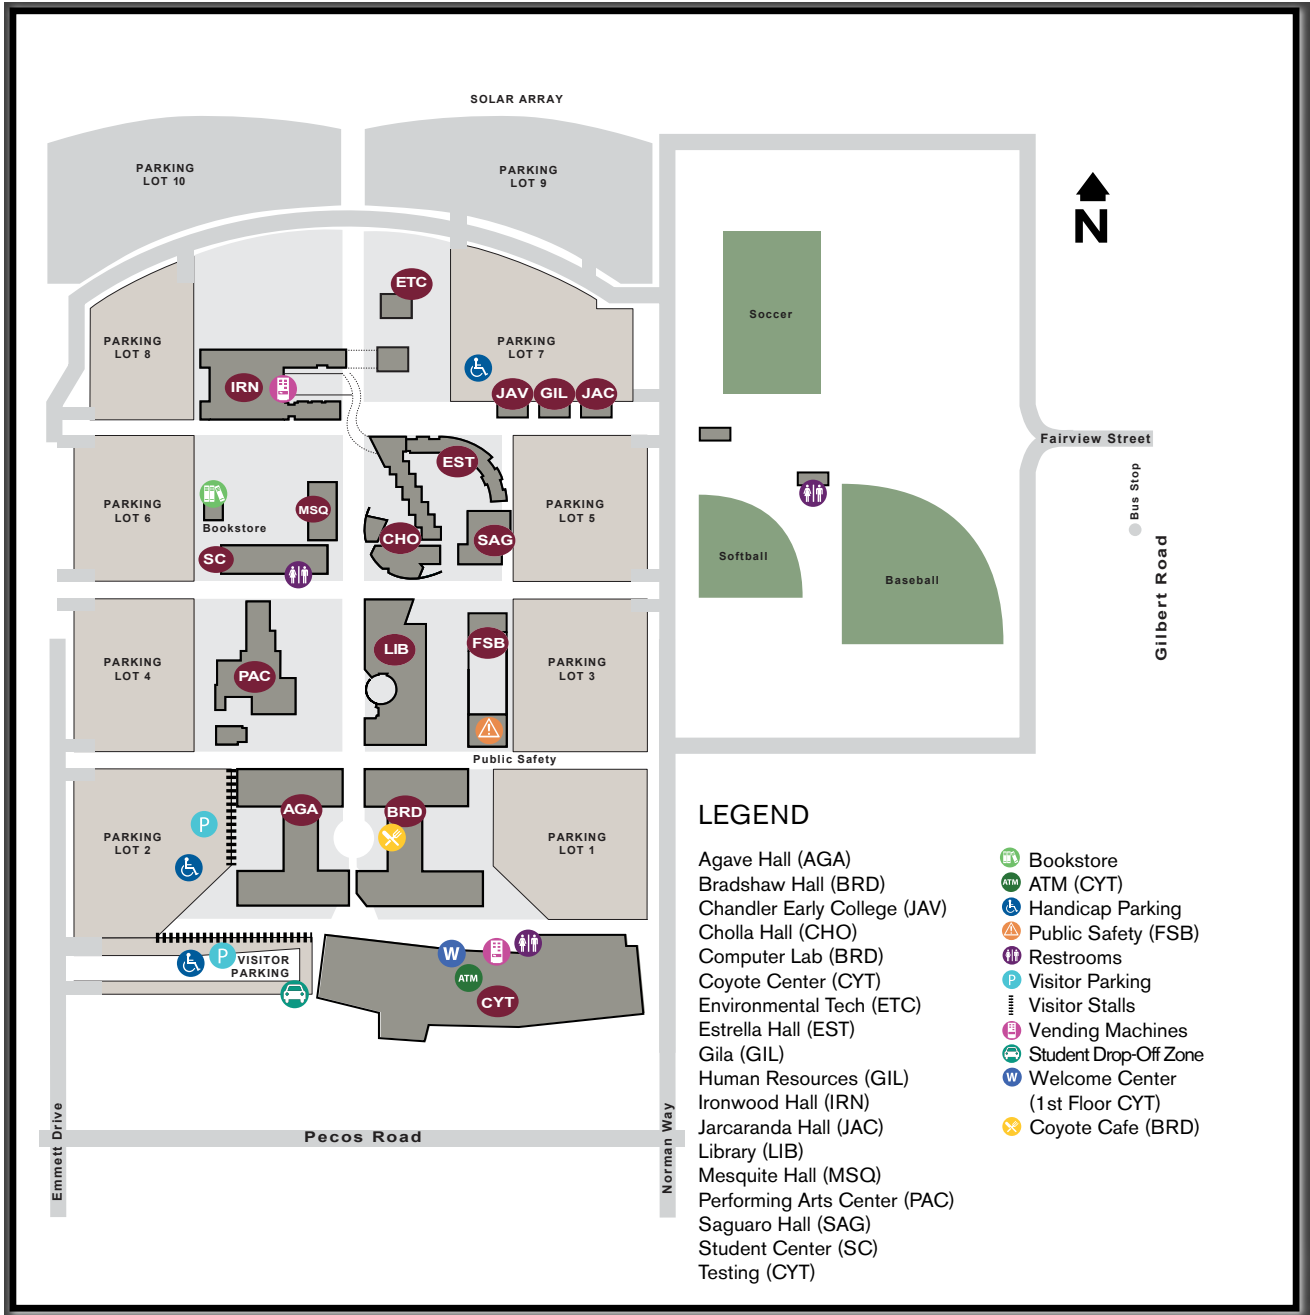 SOLAR ARRAY
PARKING
LOT 10
PARKING
LOT 9
N
ETC
Soccer
PARKING
LOT 8
PARKING
LOT 7
IRN
JAV
GIL
JAC
Fairview Street
EST
Bus Stop
PARKING
LOT 6
MSQ
PARKING
LOT 5
Bookstore
CHO
SAG
SC
Softball
Baseball
Gilbert Road
PARKING
LOT 4
PAC
LIB
FSB
PARKING
LOT 3
Public Safety
AGA
BRD
P
PARKING
LOT 2
PARKING
LOT 1
P
VISITOR
PARKING
W
ATM
CYT
Emmett Drive
Pecos Road
Norman Way
LEGEND
Agave Hall (AGA)
Bradshaw Hall (BRD)
Chandler Early College (JAV)
Cholla Hall (CHO)
Computer Lab (BRD)
Coyote Center (CYT)
Environmental Tech (ETC)
Estrella Hall (EST)
Gila (GIL)
Human Resources (GIL)
Ironwood Hall (IRN)
Jarcaranda Hall (JAC)
Library (LIB)
Mesquite Hall (MSQ)
Performing Arts Center (PAC)
Saguaro Hall (SAG)
Student Center (SC)
Testing (CYT)
Bookstore
ATM ATM (CYT)
Handicap Parking
Public Safety (FSB)
Restrooms
P Visitor Parking
Visitor Stalls
Vending Machines
Student Drop-Off Zone
W Welcome Center
(1st Floor CYT)
Coyote Cafe (BRD)